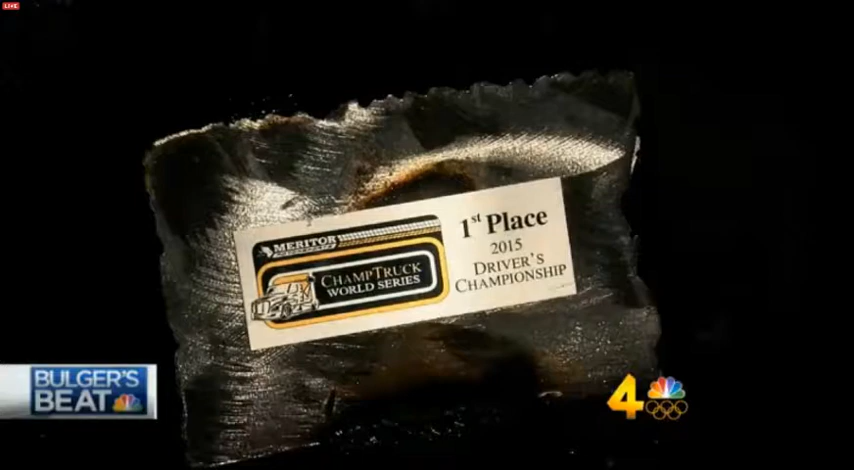 LIVE
MERITOR
CHAMPTRUCK
WORLD SERIES
1st Place
2015
DRIVER'S
CHAMPIONSHIP
BULGER'S
BEAT
4